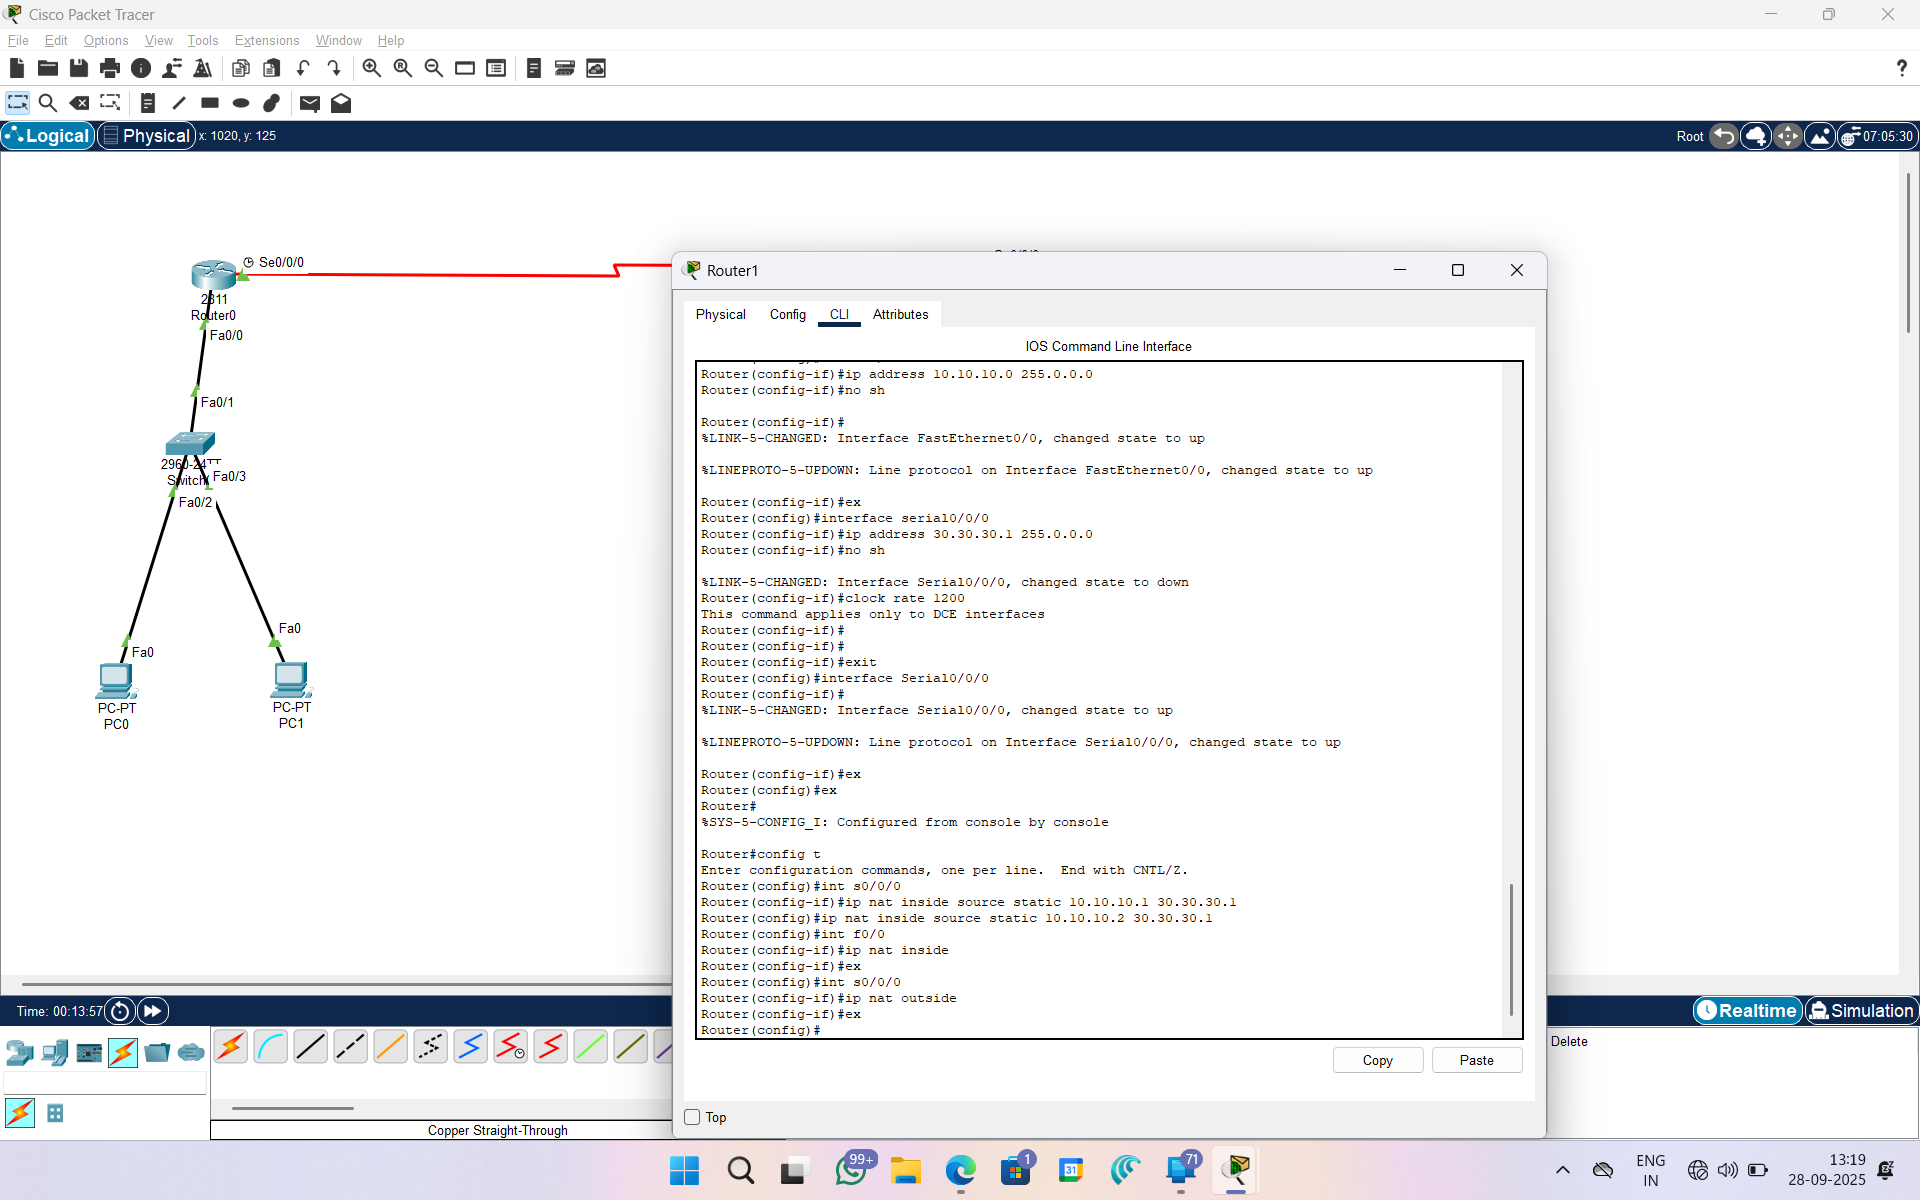 Cisco Packet Tracer
File Edit Options View Tools Extensions Window Help
?
Logical Physical x: 1020, y: 125
Root 07:05:30
Se0/0/0
2811
Router0
Fa0/0
Fa0/1
2960-24TT
Switch
Fa0/3
Fa0/2
Fa0
Fa0
PC-PT
PC0
PC-PT
PC1
Router1
Physical Config CLI Attributes
IOS Command Line Interface
Router(config-if)#ip address 10.10.10.0 255.0.0.0
Router(config-if)#no sh
Router(config-if)#
%LINK-5-CHANGED: Interface FastEthernet0/0, changed state to up
%LINEPROTO-5-UPDOWN: Line protocol on Interface FastEthernet0/0, changed state to up
Router(config-if)#ex
Router(config)#interface serial0/0/0
Router(config-if)#ip address 30.30.30.1 255.0.0.0
Router(config-if)#no sh
%LINK-5-CHANGED: Interface Serial0/0/0, changed state to down
Router(config-if)#clock rate 1200
This command applies only to DCE interfaces
Router(config-if)#
Router(config-if)#
Router(config-if)#exit
Router(config)#interface Serial0/0/0
Router(config-if)#
%LINK-5-CHANGED: Interface Serial0/0/0, changed state to up
%LINEPROTO-5-UPDOWN: Line protocol on Interface Serial0/0/0, changed state to up
Router(config-if)#ex
Router(config)#ex
Router#
%SYS-5-CONFIG_I: Configured from console by console
Router#config t
Enter configuration commands, one per line.  End with CNTL/Z.
Router(config)#int s0/0/0
Router(config-if)#ip nat inside source static 10.10.10.1 30.30.30.1
Router(config)#ip nat inside source static 10.10.10.2 30.30.30.1
Router(config)#int f0/0
Router(config-if)#ip nat inside
Router(config-if)#ex
Router(config)#int s0/0/0
Router(config-if)#ip nat outside
Router(config-if)#ex
Router(config)#
Copy Paste
Top
Time: 00:13:57
Realtime Simulation
Delete
Copper Straight-Through
99+
1
31
71
ENG
IN
13:19
28-09-2025